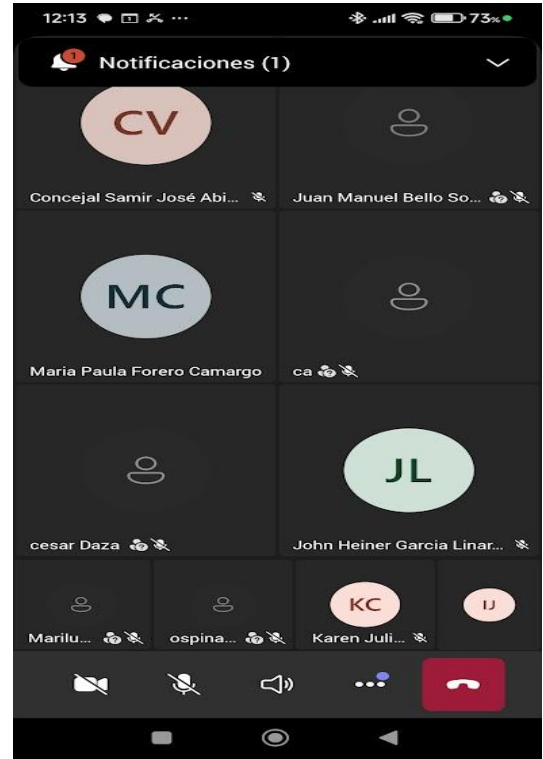 12:13 73%
1
Notificaciones (1)
CV
Concejal Samir José Abi...
Juan Manuel Bello So...
MC
Maria Paula Forero Camargo
ca
cesar Daza
JL
John Heiner Garcia Linar...
Marilu...
ospina...
KC
Karen Juli...
IJ